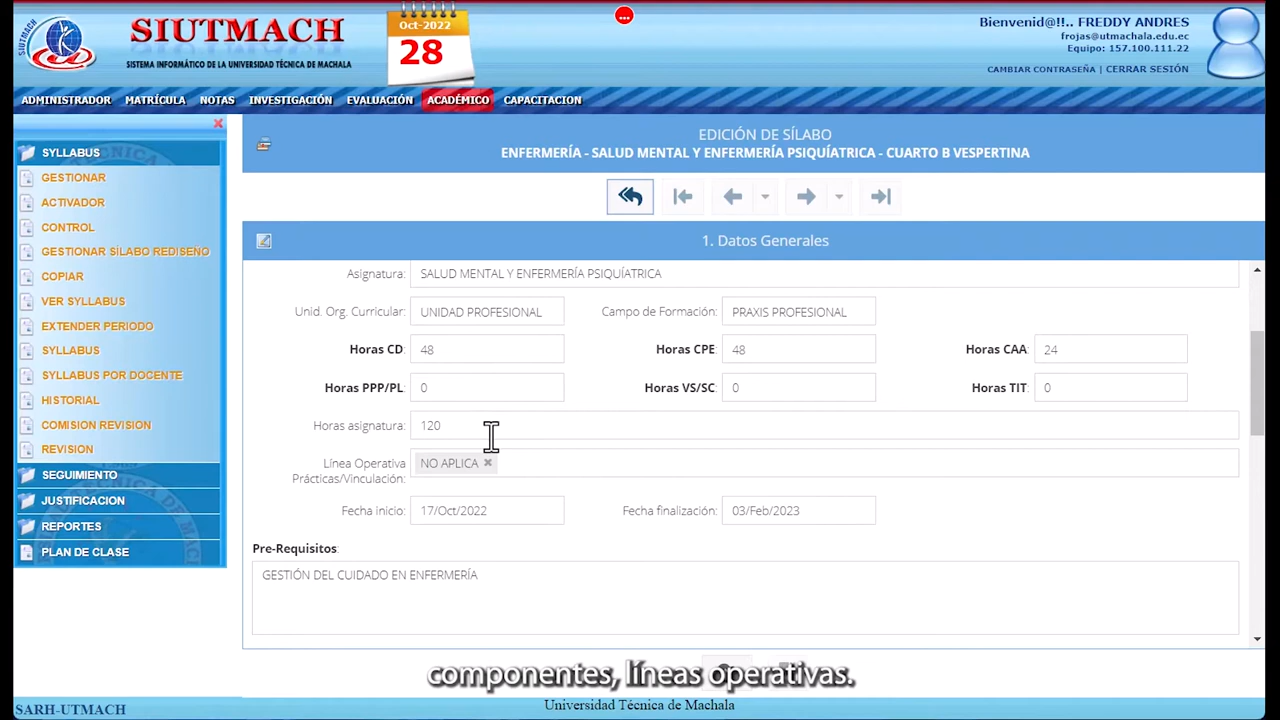 SIUTMACH
SIUTMACH
SISTEMA INFORMÁTICO DE LA UNIVERSIDAD TÉCNICA DE MACHALA
Oct-2022
28
Bienvenid@!!.. FREDDY ANDRES
frojas@utmachala.edu.ec
Equipo: 157.100.111.22
CAMBIAR CONTRASEÑA | CERRAR SESIÓN
ADMINISTRADOR MATRÍCULA NOTAS INVESTIGACIÓN EVALUACIÓN ACADÉMICO CAPACITACION
SYLLABUS
GESTIONAR
ACTIVADOR
CONTROL
GESTIONAR SÍLABO REDISEÑO
COPIAR
VER SYLLABUS
EXTENDER PERIODO
SYLLABUS
SYLLABUS POR DOCENTE
HISTORIAL
COMISION REVISION
REVISION
SEGUIMIENTO
JUSTIFICACION
REPORTES
PLAN DE CLASE
EDICIÓN DE SÍLABO
ENFERMERÍA - SALUD MENTAL Y ENFERMERÍA PSIQUÍATRICA - CUARTO B VESPERTINA
1. Datos Generales
Asignatura: SALUD MENTAL Y ENFERMERÍA PSIQUÍATRICA
Unid. Org. Curricular: UNIDAD PROFESIONAL Campo de Formación: PRAXIS PROFESIONAL
Horas CD: 48 Horas CPE: 48 Horas CAA: 24
Horas PPP/PL: 0 Horas VS/SC: 0 Horas TIT: 0
Horas asignatura: 120
Línea Operativa
Prácticas/Vinculación: NO APLICA
Fecha inicio: 17/Oct/2022 Fecha finalización: 03/Feb/2023
Pre-Requisitos:
GESTIÓN DEL CUIDADO EN ENFERMERÍA
componentes, líneas operativas.
SARH-UTMACH
Universidad Técnica de Machala